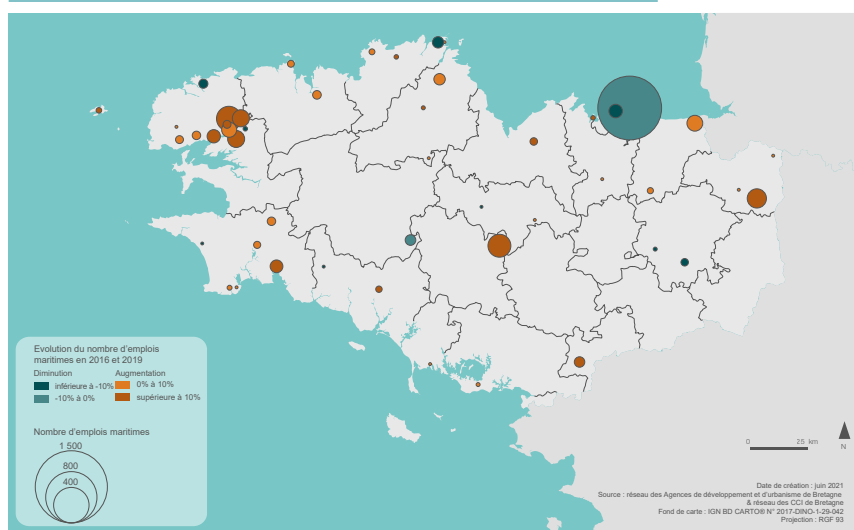 Evolution du nombre d'emplois
maritimes en 2016 et 2019
Diminution Augmentation
inférieure à -10% 0% à 10%
-10% à 0% supérieure à 10%
Nombre d'emplois maritimes
1 500
800
400
0 25 km
N
Date de création : juin 2021
Source : réseau des Agences de développement et d'urbanisme de Bretagne
& réseau des CCI de Bretagne
Fond de carte : IGN BD CARTO® N° 2017-DINO-1-29-042
Projection : RGF 93